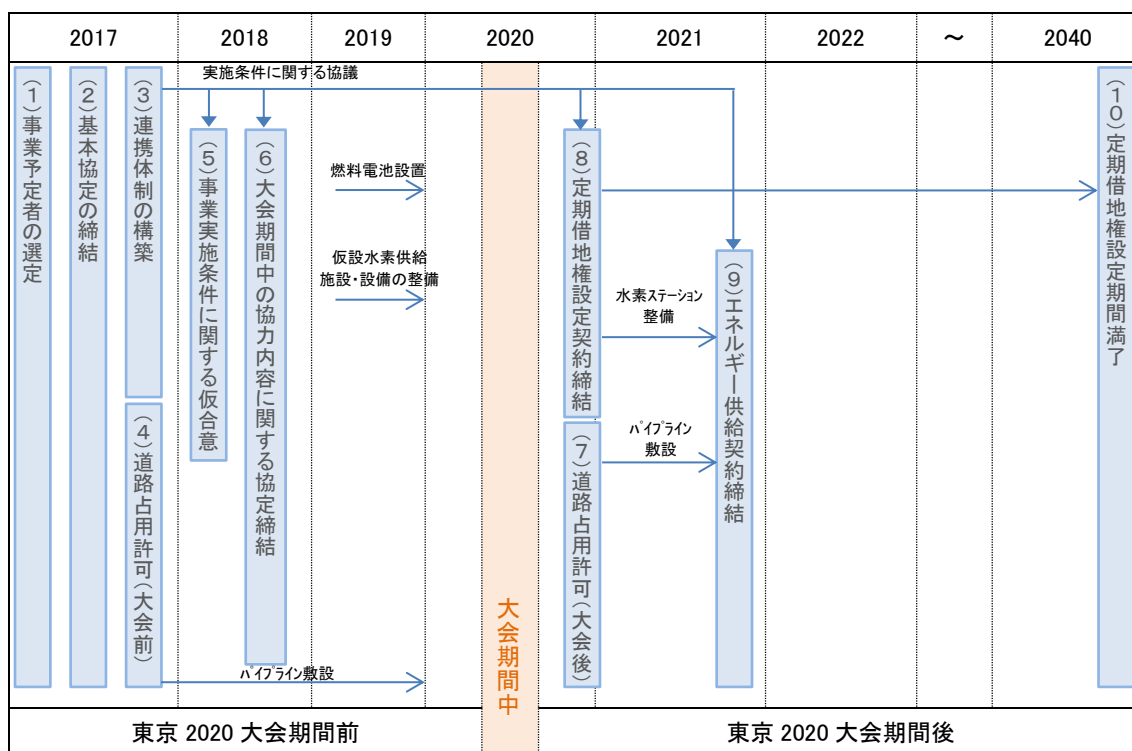 2017
2018
2019
2020
2021
2022
～
2040
実施条件に関する協議
(1)事業予定者の選定
(2)基本協定の締結
(3)連携体制の構築
(4)道路占用許可(大会前)
(5)事業実施条件に関する仮合意
(6)大会期間中の協力内容に関する協定締結
燃料電池設置
仮設水素供給
施設・設備の整備
パイプライン敷設
大会期間中
(8)定期借地権設定契約締結
(7)道路占用許可(大会後)
水素ステーション
整備
パイプライン
敷設
(9)エネルギー供給契約締結
(10)定期借地権設定期間満了
東京 2020 大会期間前
東京 2020 大会期間後